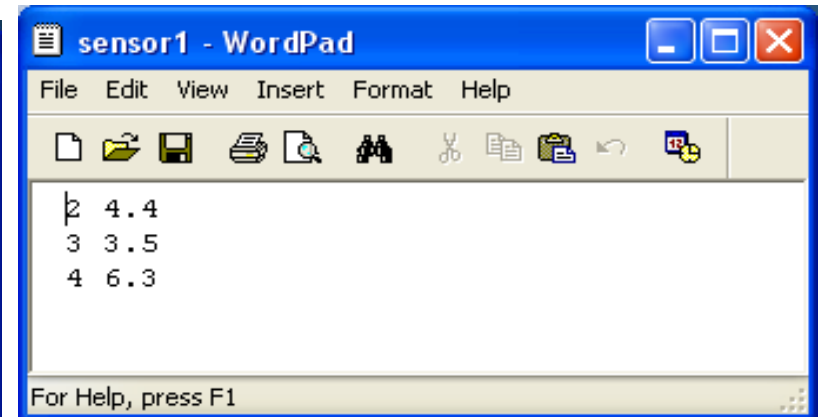 sensor1 - WordPad
File Edit View Insert Format Help
12
2 4.4
3 3.5
4 6.3
For Help, press F1